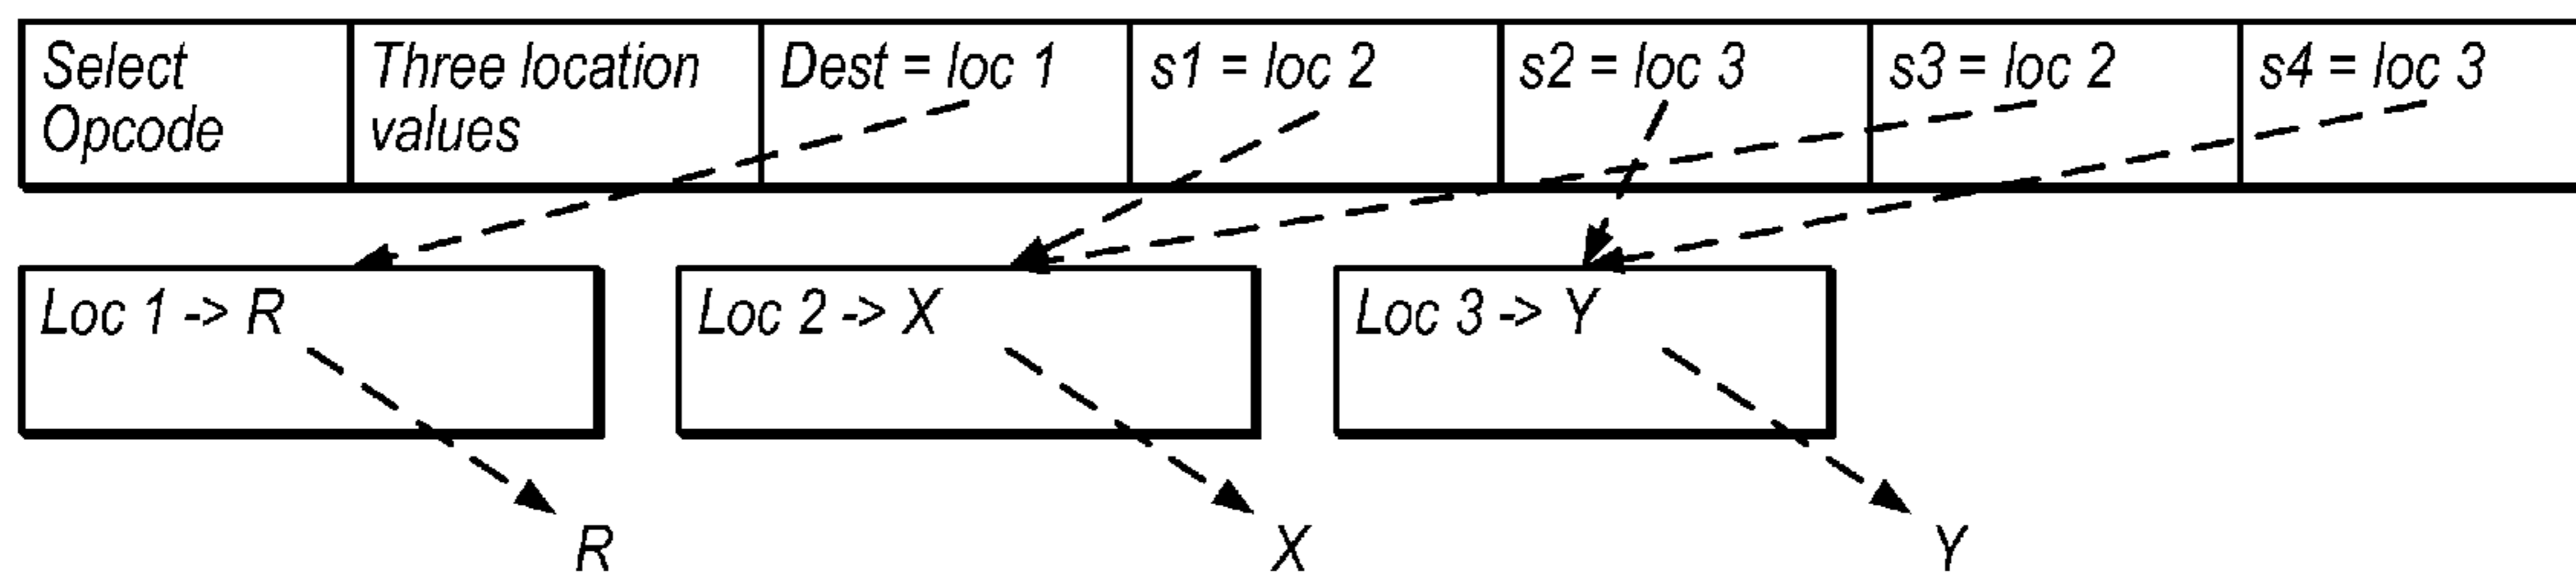 Select
Opcode
Three location
values
Dest = loc 1
s1 = loc 2
s2 = loc 3
s3 = loc 2
s4 = loc 3
Loc 1 -> R
Loc 2 -> X
Loc 3 -> Y
R
X
Y